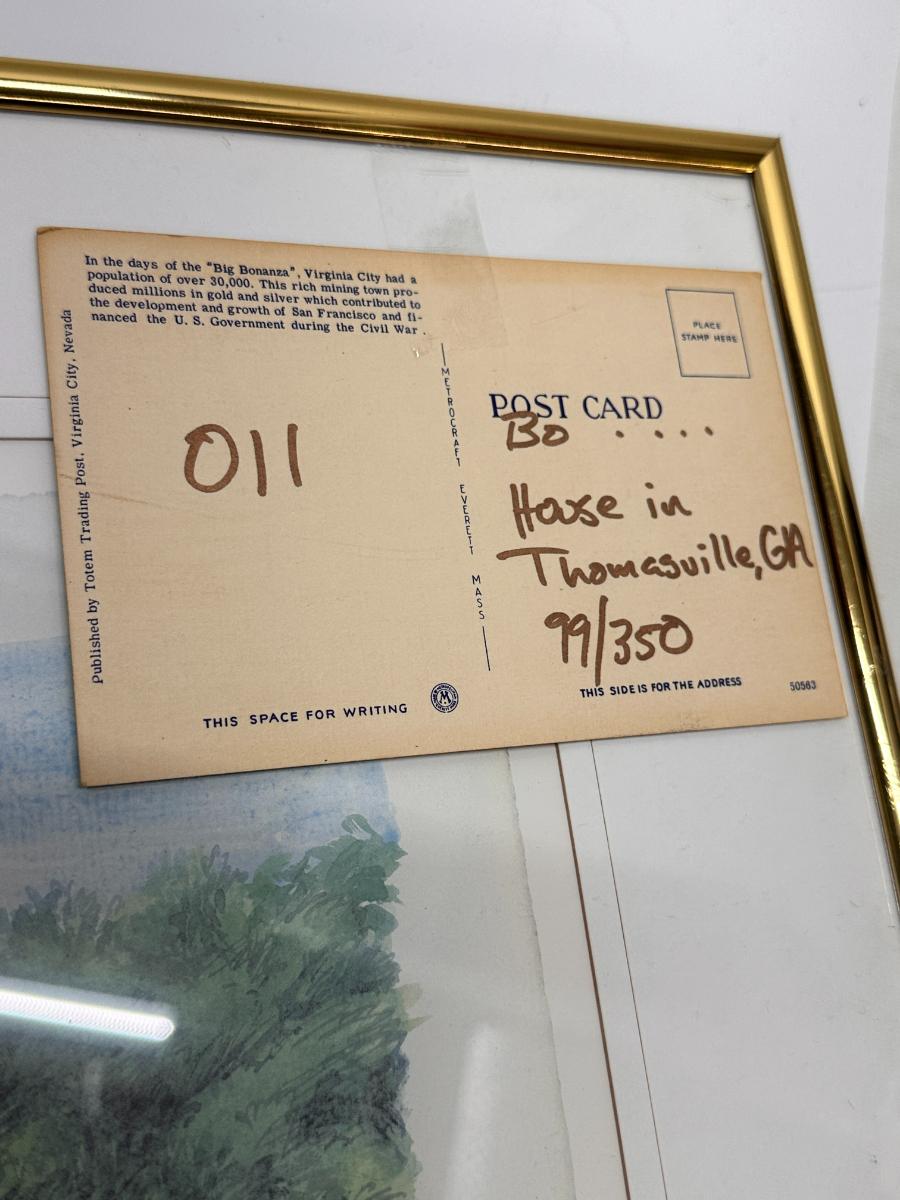 In the days of the "Big Bonanza", Virginia City had a
population of over 30,000. This rich mining town pro-
duced millions in gold and silver which contributed to
the development and growth of San Francisco and fi-
nanced the U. S. Government during the Civil War .
Published by Totem Trading Post, Virginia City, Nevada
011
THIS SPACE FOR WRITING
METROCRAFT EVERETT MASS
PLACE
STAMP HERE
POST CARD
Bo ....
House in
Thomasville, GA
99/350
THIS SIDE IS FOR THE ADDRESS
50563